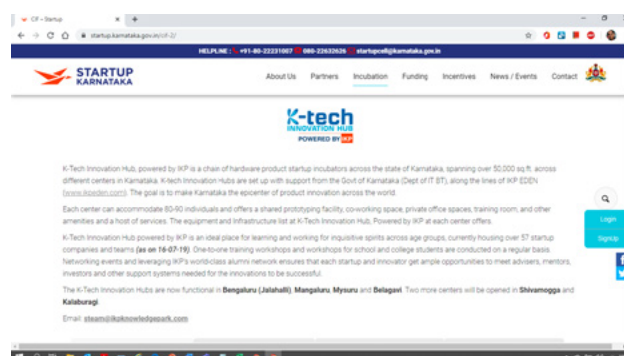 CIF – Startup
startup.karnataka.gov.in/cif-2/
HELPLINE : +91-80-22231007 080-22632626 startupcell@karnataka.gov.in
STARTUP
KARNATAKA
About Us Partners Incubation Funding Incentives News / Events Contact
K-tech
INNOVATION HUB
POWERED BY IKP
K-Tech Innovation Hub, powered by IKP is a chain of hardware product startup incubators across the state of Karnataka, spanning over 50,000 sq.ft. across
different centers in Karnataka. K-tech Innovation Hubs are set up with support from the Govt of Karnataka (Dept of IT BT), along the lines of IKP EDEN
(www.ikpeden.com). The goal is to make Karnataka the epicenter of product innovation across the world.
Each center can accommodate 80-90 individuals and offers a shared prototyping facility, co-working space, private office spaces, training room, and other
amenities and a host of services. The equipment and Infrastructure list at K-Tech Innovation Hub, Powered by IKP at each center offers.
K-Tech Innovation Hub powered by IKP is an ideal place for learning and working for inquisitive spirits across age groups, currently housing over 57 startup
companies and teams (as on 16-07-19). One-to-one training workshops and workshops for school and college students are conducted on a regular basis.
Networking events and leveraging IKP's world-class alumni network ensures that each startup and innovator get ample opportunities to meet advisers, mentors,
investors and other support systems needed for the innovations to be successful.
The K-Tech Innovation Hubs are now functional in Bengaluru (Jalahalli), Mangaluru, Mysuru and Belagavi. Two more centers will be opened in Shivamogga and
Kalaburagi.
Email: steam@ikpknowledgepark.com
Login
SignUp